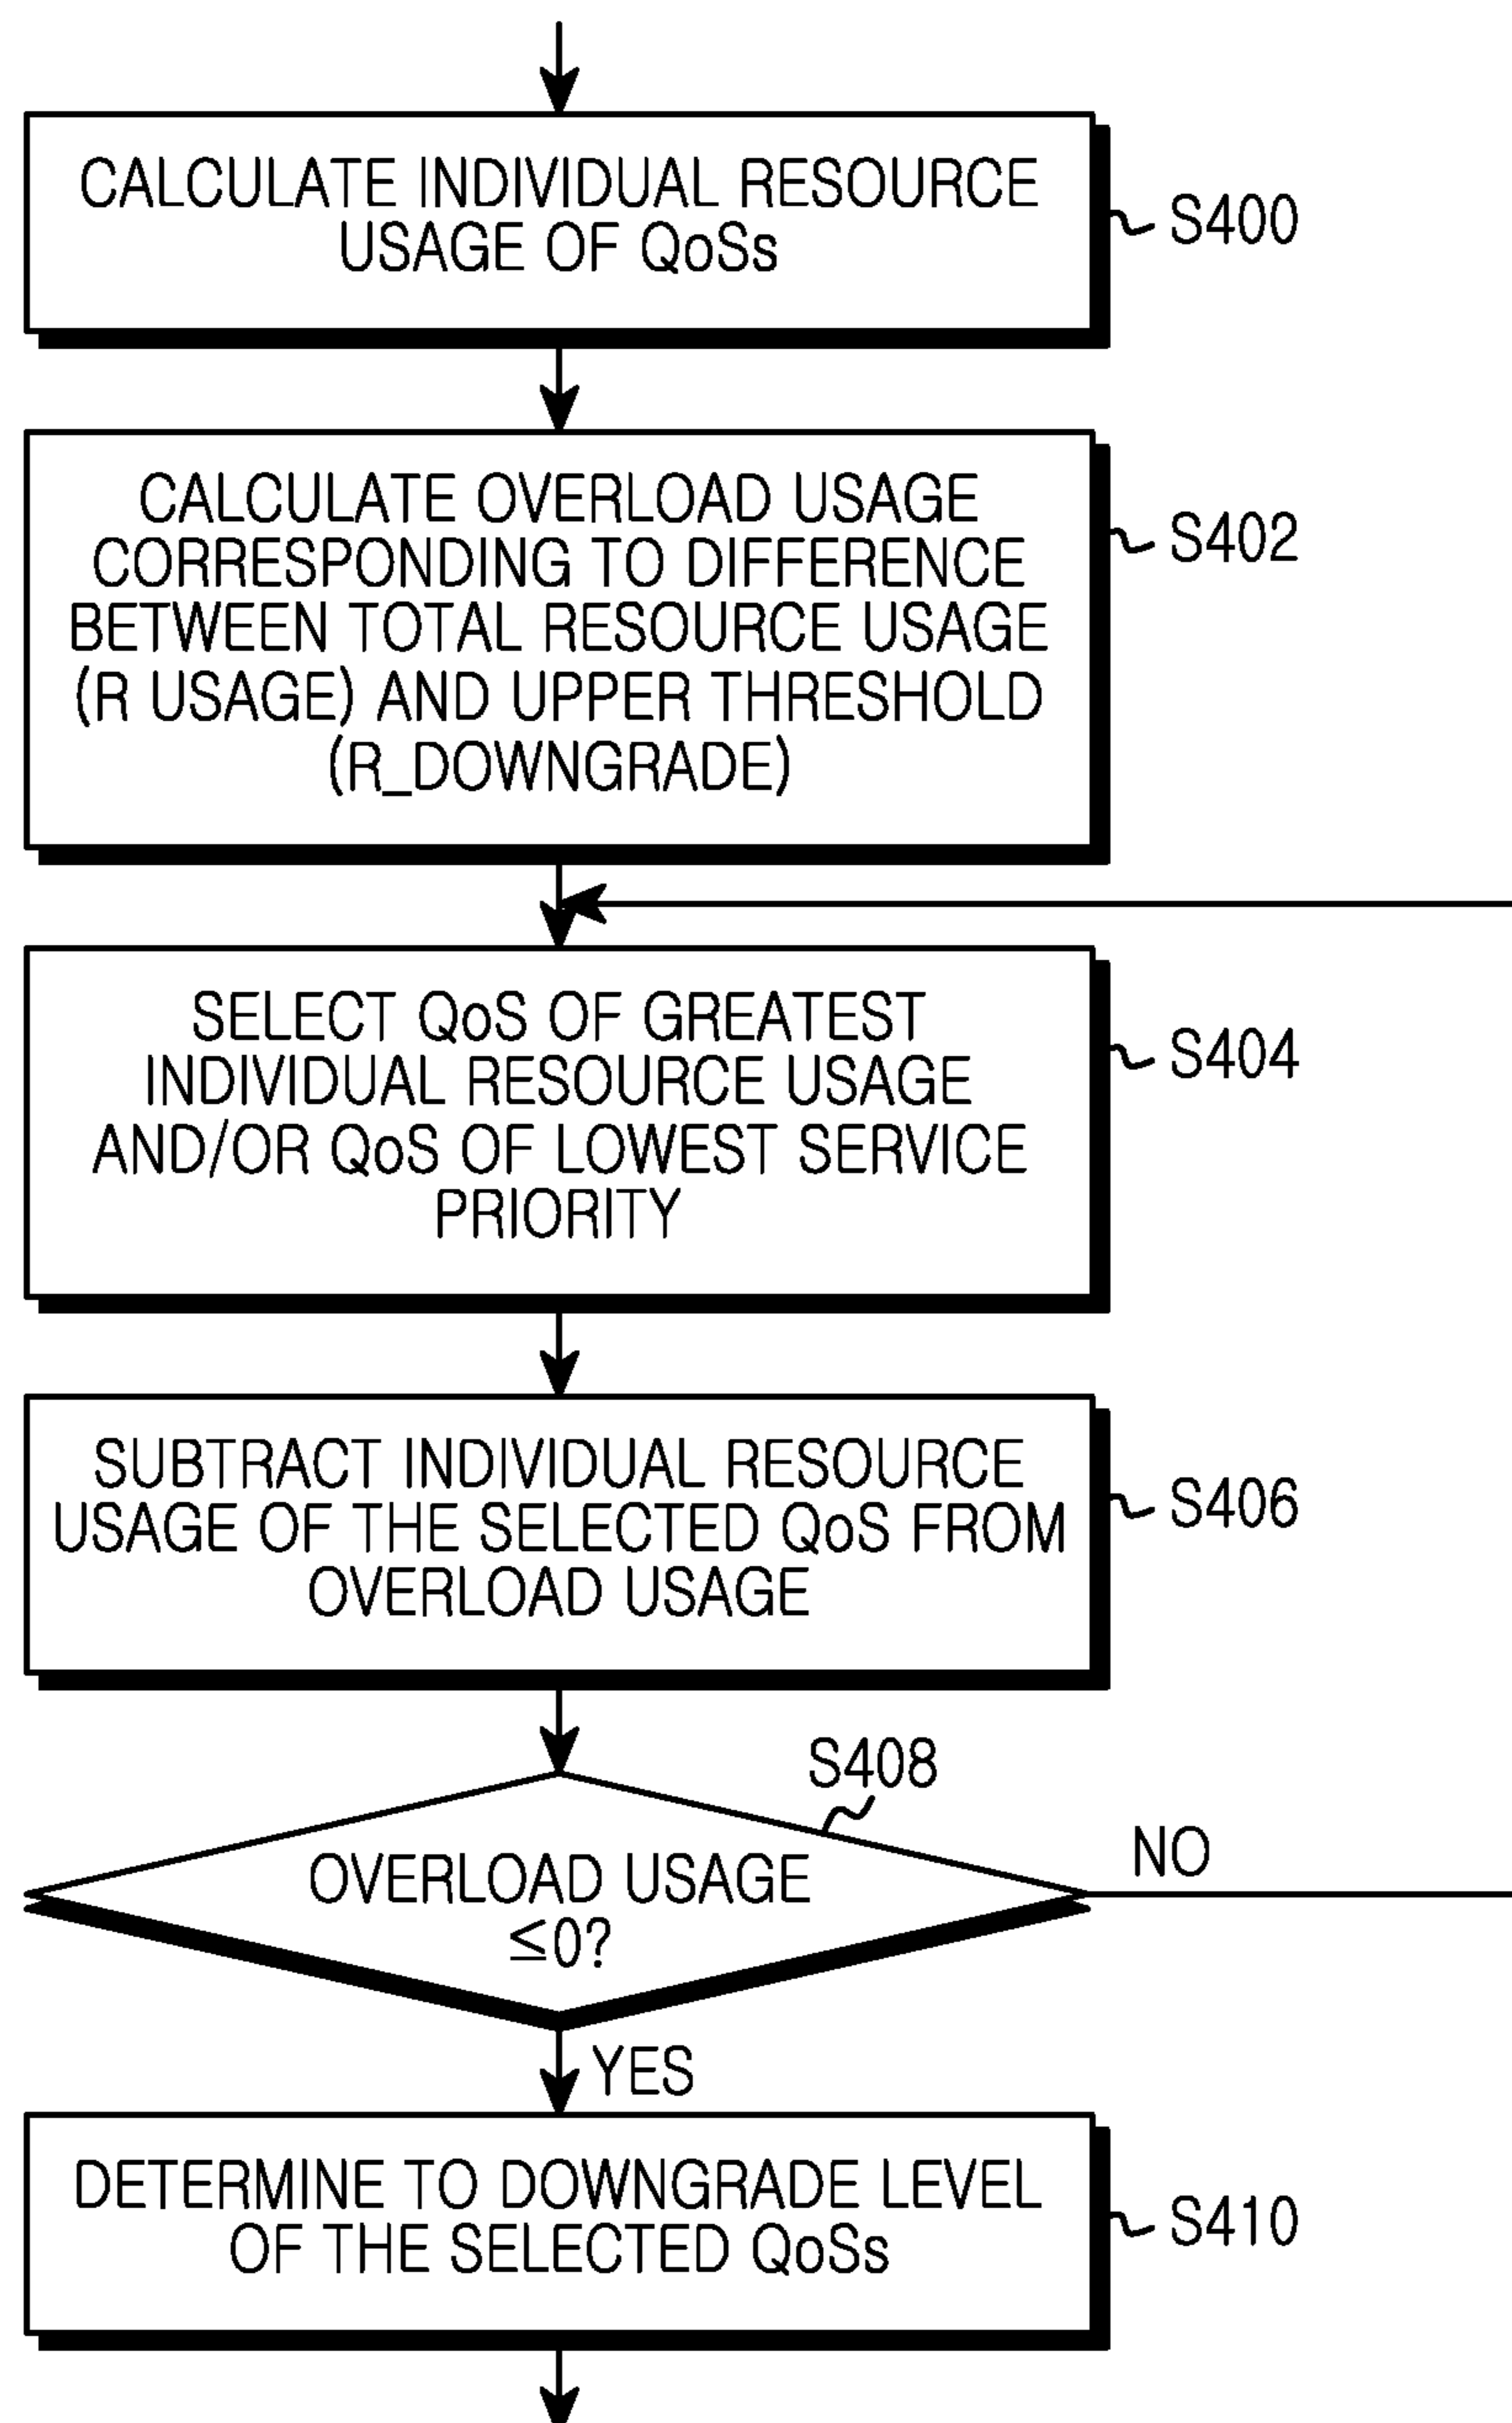 CALCULATE INDIVIDUAL RESOURCE
USAGE OF QoSs
S400
CALCULATE OVERLOAD USAGE
CORRESPONDING TO DIFFERENCE
BETWEEN TOTAL RESOURCE USAGE
(R USAGE) AND UPPER THRESHOLD
(R_DOWNGRADE)
S402
SELECT QoS OF GREATEST
INDIVIDUAL RESOURCE USAGE
AND/OR QoS OF LOWEST SERVICE
PRIORITY
S404
SUBTRACT INDIVIDUAL RESOURCE
USAGE OF THE SELECTED QoS FROM
OVERLOAD USAGE
S406
S408
OVERLOAD USAGE
≤0?
NO
YES
DETERMINE TO DOWNGRADE LEVEL
OF THE SELECTED QoSs
S410